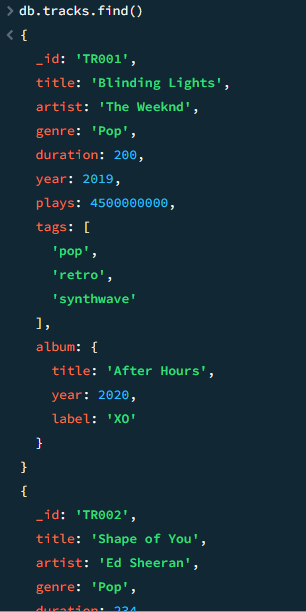 > db.tracks.find()
< {
_id: 'TR001',
title: 'Blinding Lights',
artist: 'The Weeknd',
genre: 'Pop',
duration: 200,
year: 2019,
plays: 4500000000,
tags: [
'pop',
'retro',
'synthwave'
],
album: {
title: 'After Hours',
year: 2020,
label: 'XO'
}
}
{
_id: 'TR002',
title: 'Shape of You',
artist: 'Ed Sheeran',
genre: 'Pop',
duration: 234